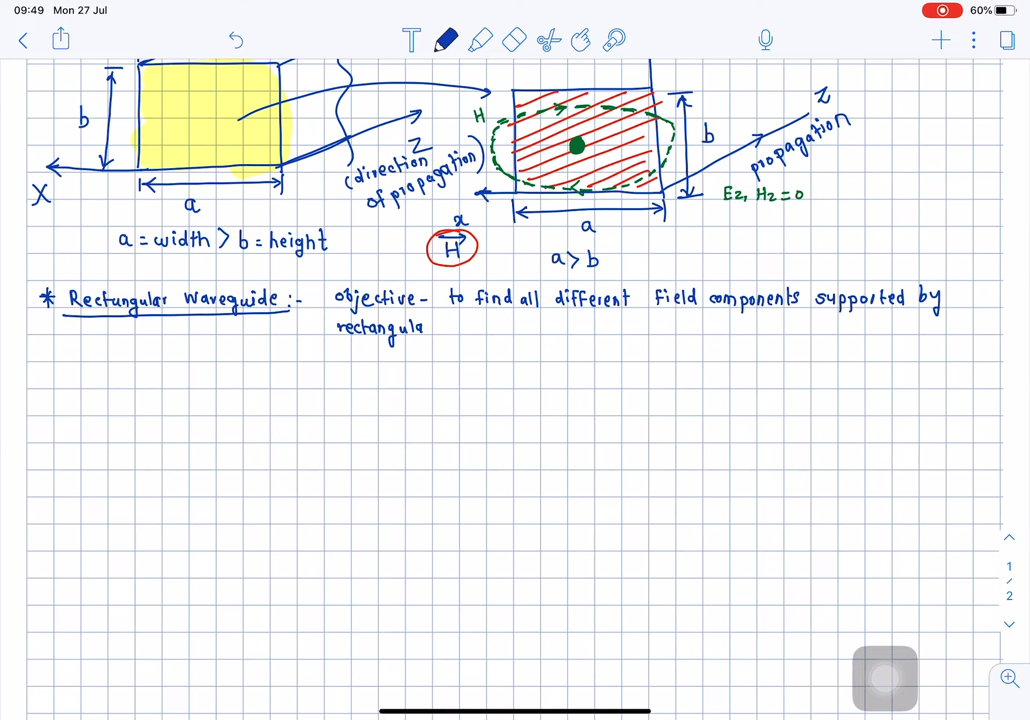 09:49 Mon 27 Jul
60%
T
b
X
a
Z
(direction
of propagation)
a = width > b = height
H
b
Z
propagation
Ez, Hz = 0
x
a
H
a > b
* Rectangular Waveguide :- objective - to find all different field components supported by
rectangula
1
/
2